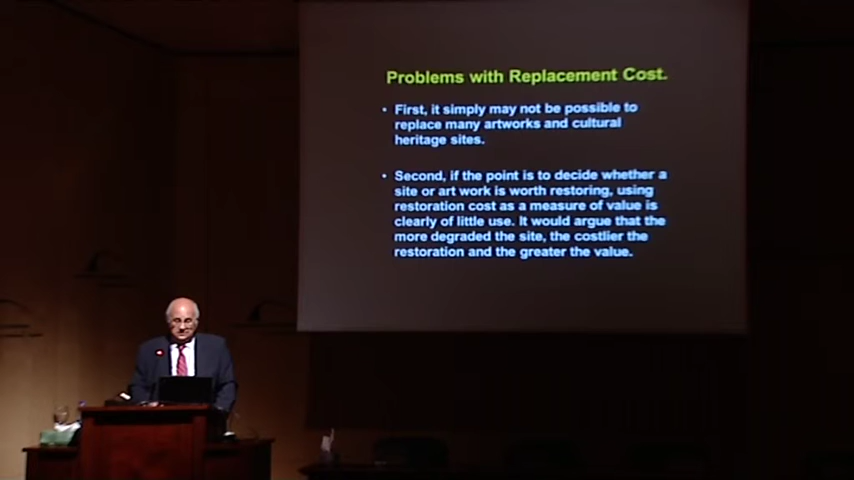 Problems with Replacement Cost.
• First, it simply may not be possible to
replace many artworks and cultural
heritage sites.
• Second, if the point is to decide whether a
site or art work is worth restoring, using
restoration cost as a measure of value is
clearly of little use. It would argue that the
more degraded the site, the costlier the
restoration and the greater the value.